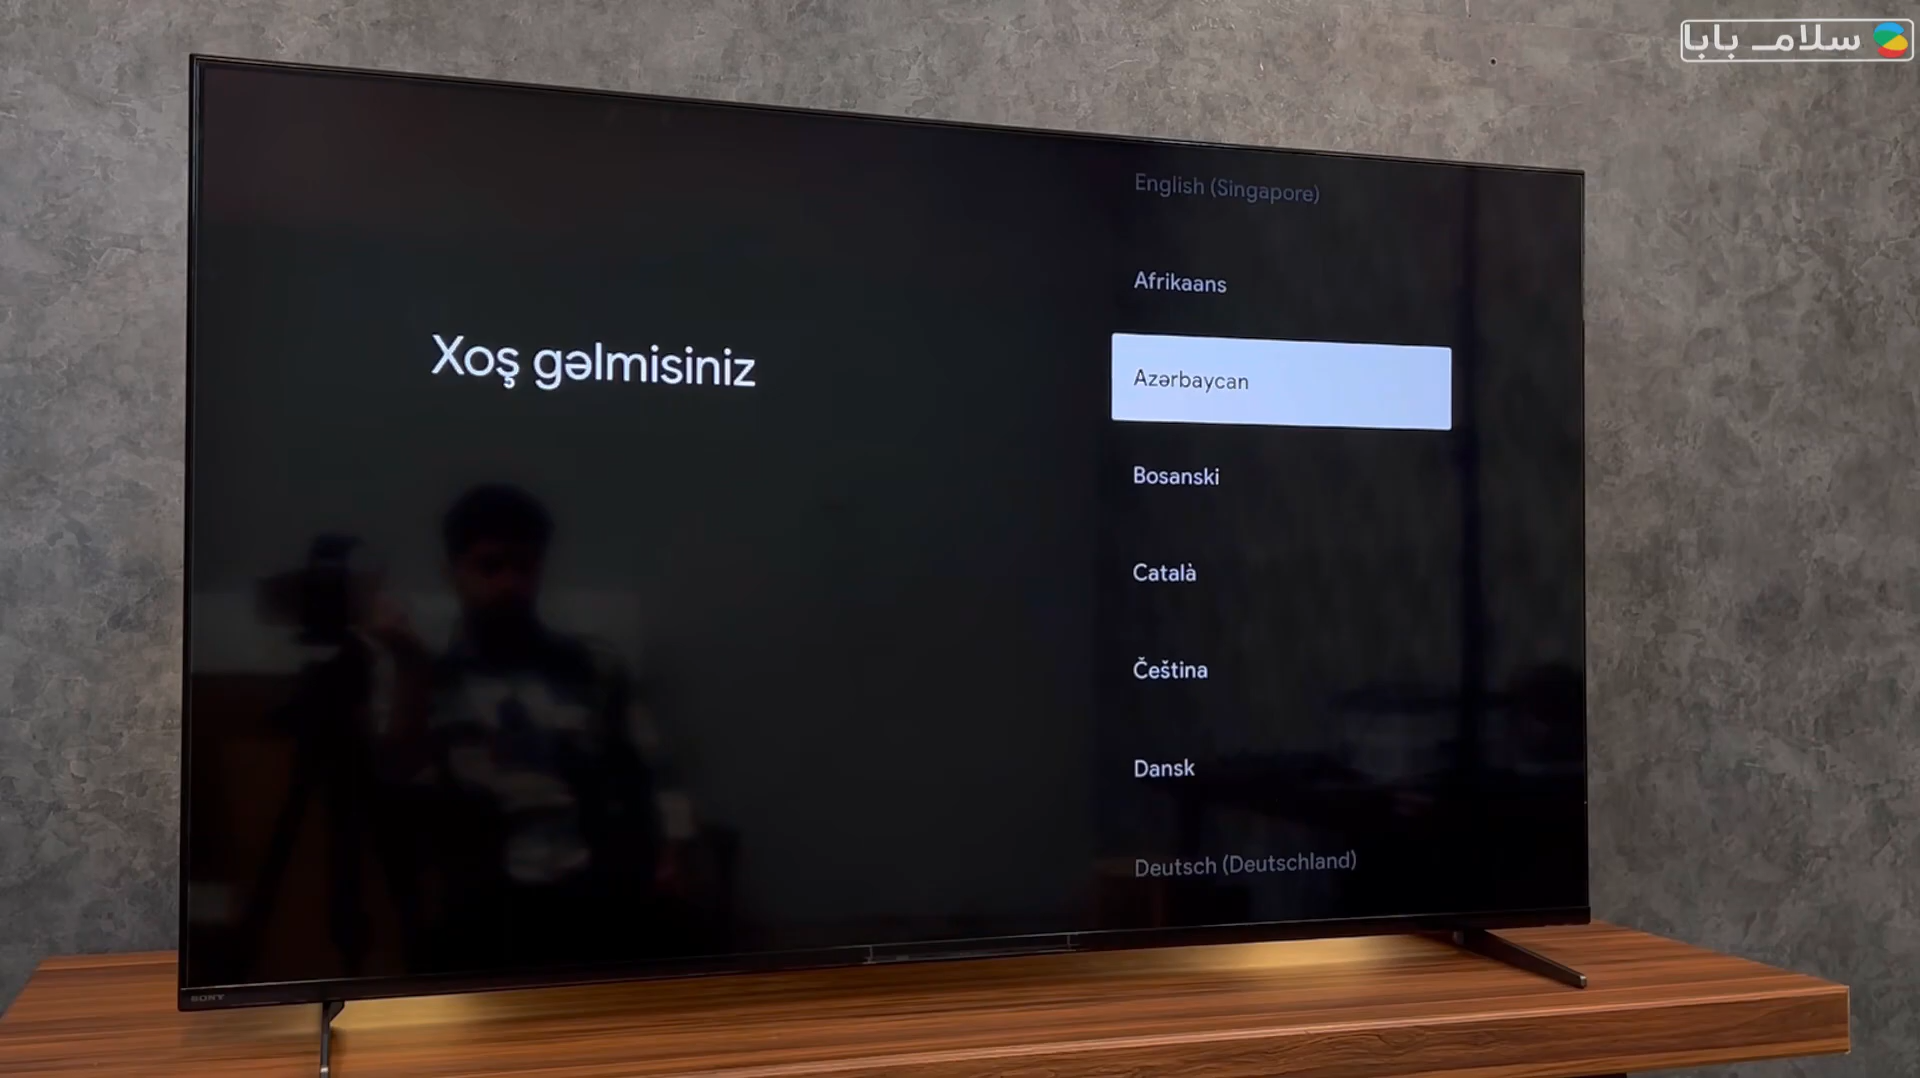 سلام بابا
English (Singapore)
Afrikaans
Xoş gəlmisiniz
Azərbaycan
Bosanski
Català
Čeština
Dansk
Deutsch (Deutschland)
SONY